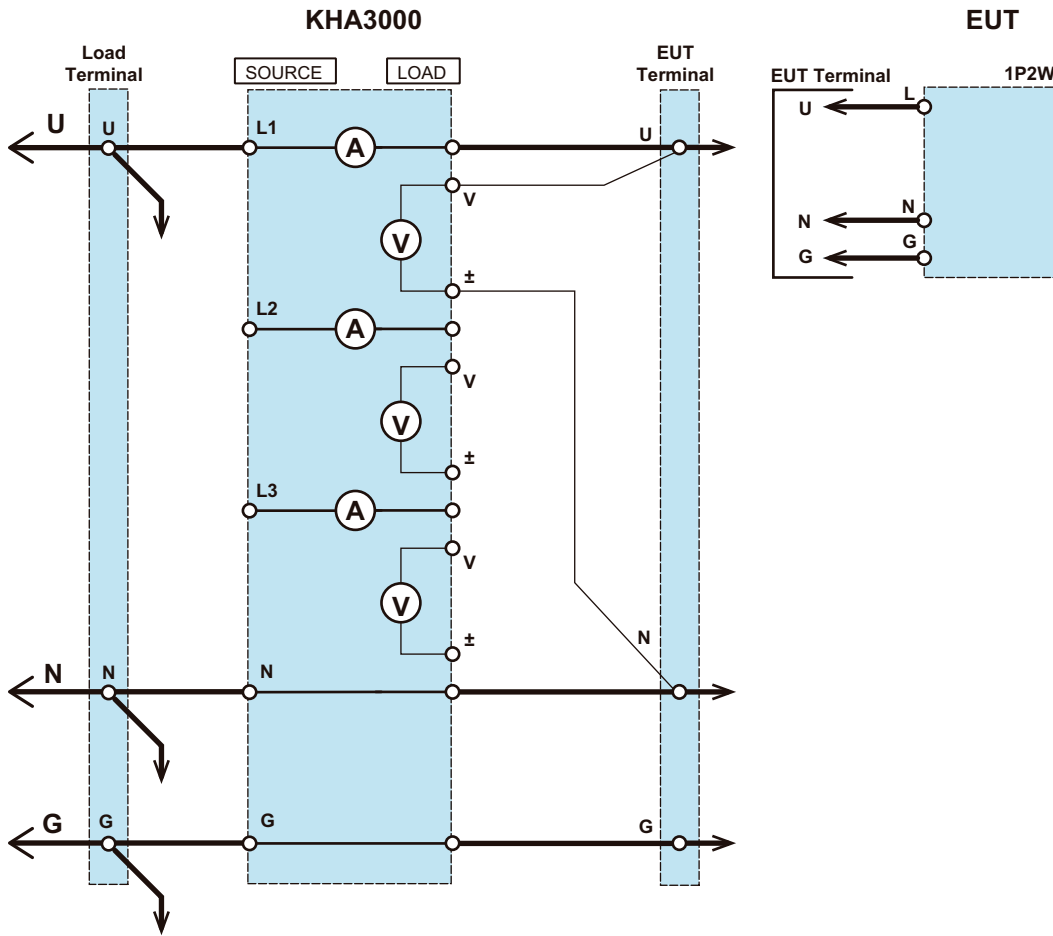 KHA3000
EUT
Load
Terminal
SOURCE
LOAD
EUT
Terminal
EUT Terminal
1P2W
U
U
L1
A
U
V
V
±
L2
A
V
V
±
L3
A
V
V
±
N
N
N
N
G
G
G
G
U
L
N
N
G
G